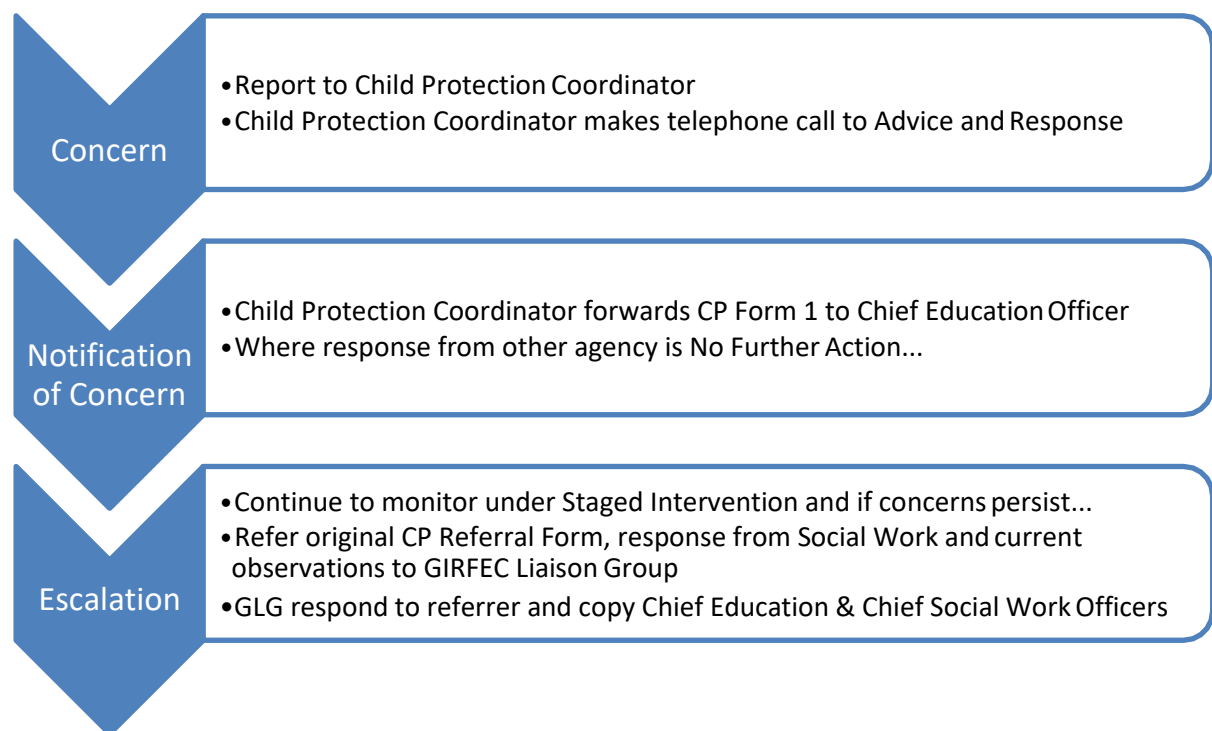 Concern
•Report to Child Protection Coordinator
•Child Protection Coordinator makes telephone call to Advice and Response
Notification
of Concern
•Child Protection Coordinator forwards CP Form 1 to Chief Education Officer
•Where response from other agency is No Further Action...
Escalation
•Continue to monitor under Staged Intervention and if concerns persist...
•Refer original CP Referral Form, response from Social Work and current
observations to GIRFEC Liaison Group
•GLG respond to referrer and copy Chief Education & Chief Social Work Officers